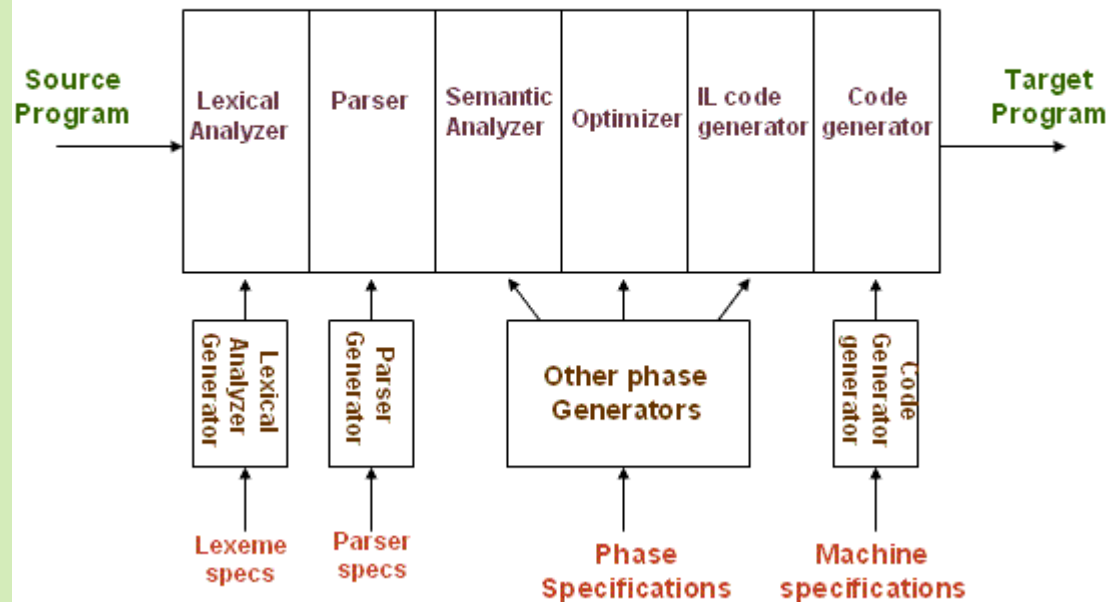 Source
Program
Lexical
Analyzer
Parser
Semantic
Analyzer
Optimizer
IL code
generator
Code
generator
Target
Program
Lexical
Analyzer
Generator
Parser
Generator
Other phase
Generators
Code
Generator
generator
Lexeme
specs
Parser
specs
Phase
Specifications
Machine
specifications